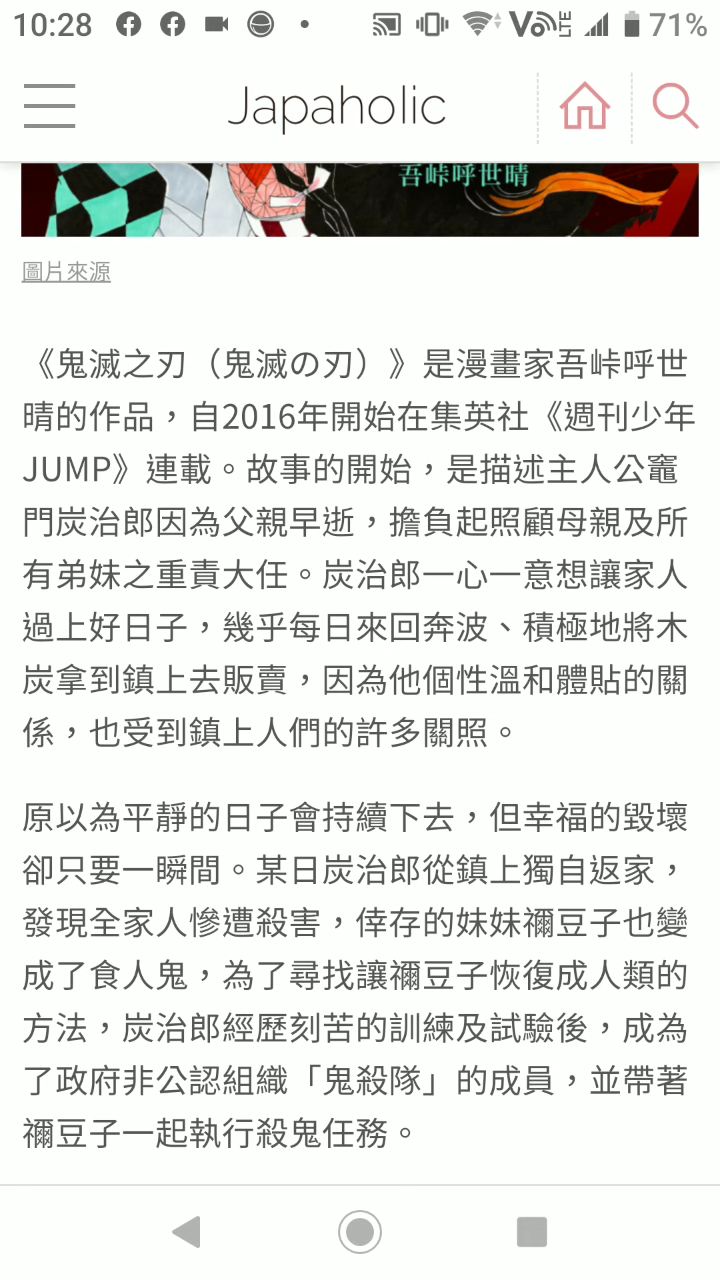 10:28
VoLTE
71%
Japaholic
吾峠呼世晴
圖片來源
《鬼滅之刃（鬼滅の刃）》是漫畫家吾峠呼世
晴的作品，自2016年開始在集英社《週刊少年
JUMP》連載。故事的開始，是描述主人公竈
門炭治郎因為父親早逝，擔負起照顧母親及所
有弟妹之重責大任。炭治郎一心一意想讓家人
過上好日子，幾乎每日來回奔波、積極地將木
炭拿到鎮上去販賣，因為他個性溫和體貼的關
係，也受到鎮上人們的許多關照。
原以為平靜的日子會持續下去，但幸福的毀壞
卻只要一瞬間。某日炭治郎從鎮上獨自返家，
發現全家人慘遭殺害，倖存的妹妹禰豆子也變
成了食人鬼，為了尋找讓禰豆子恢復成人類的
方法，炭治郎經歷刻苦的訓練及試驗後，成為
了政府非公認組織「鬼殺隊」的成員，並帶著
禰豆子一起執行殺鬼任務。